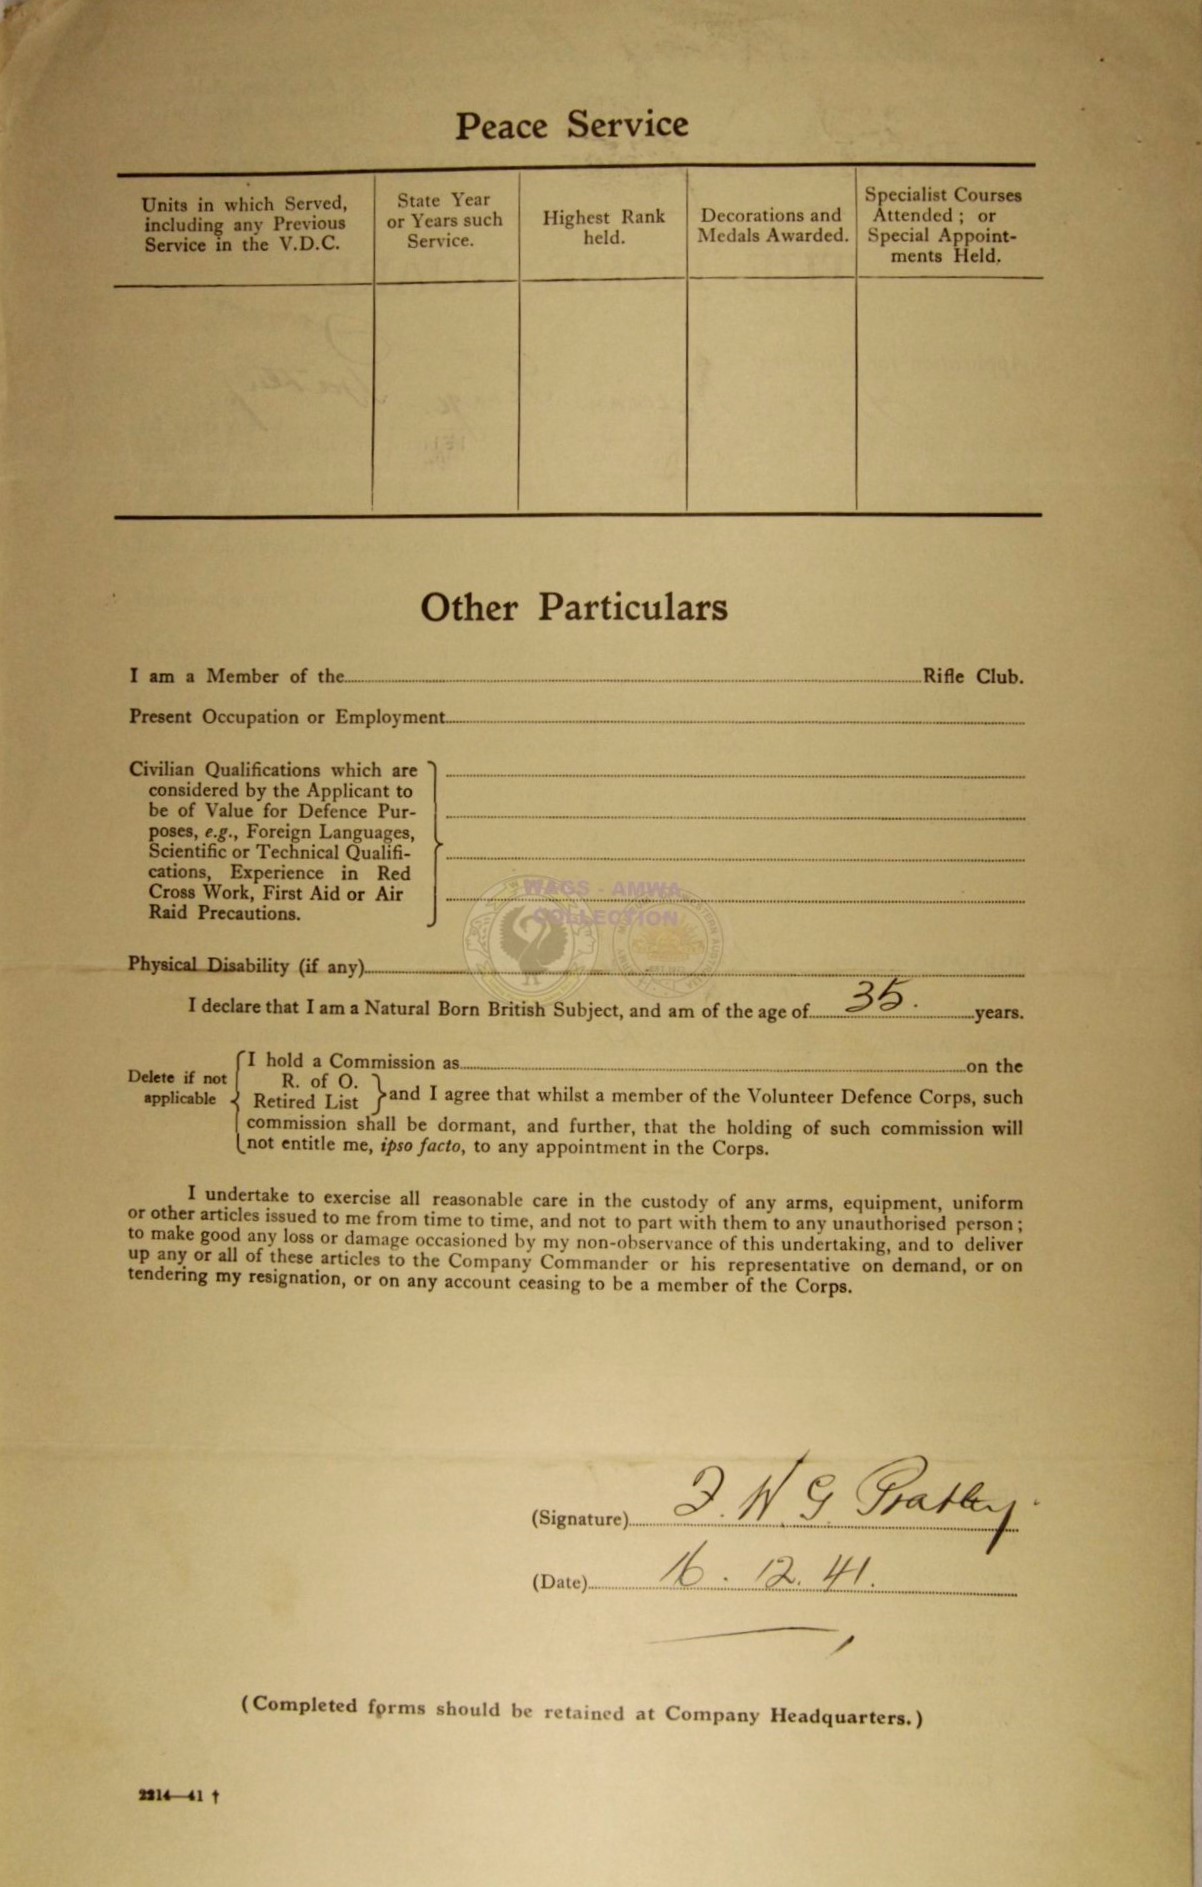 Peace Service
Units in which Served,
including any Previous
Service in the V.D.C.
State Year
or Years such
Service.
Highest Rank
held.
Decorations and
Medals Awarded.
Specialist Courses
Attended ; or
Special Appoint-
ments Held.
Other Particulars
I am a Member of the Rifle Club.
Present Occupation or Employment
Civilian Qualifications which are
considered by the Applicant to
be of Value for Defence Pur-
poses, e.g., Foreign Languages,
Scientific or Technical Qualifi-
cations, Experience in Red
Cross Work, First Aid or Air
Raid Precautions.
WAGS - AMWA
COLLECTION
Physical Disability (if any)
I declare that I am a Natural Born British Subject, and am of the age of 35. years.
Delete if not
applicable
I hold a Commission as on the
R. of O.
Retired List
and I agree that whilst a member of the Volunteer Defence Corps, such
commission shall be dormant, and further, that the holding of such commission will
not entitle me, ipso facto, to any appointment in the Corps.
I undertake to exercise all reasonable care in the custody of any arms, equipment, uniform
or other articles issued to me from time to time, and not to part with them to any unauthorised person ;
to make good any loss or damage occasioned by my non-observance of this undertaking, and to deliver
up any or all of these articles to the Company Commander or his representative on demand, or on
tendering my resignation, or on any account ceasing to be a member of the Corps.
(Signature) F. W. G. Pratley
(Date) 16. 12. 41.
(Completed forms should be retained at Company Headquarters.)
2214—41 †